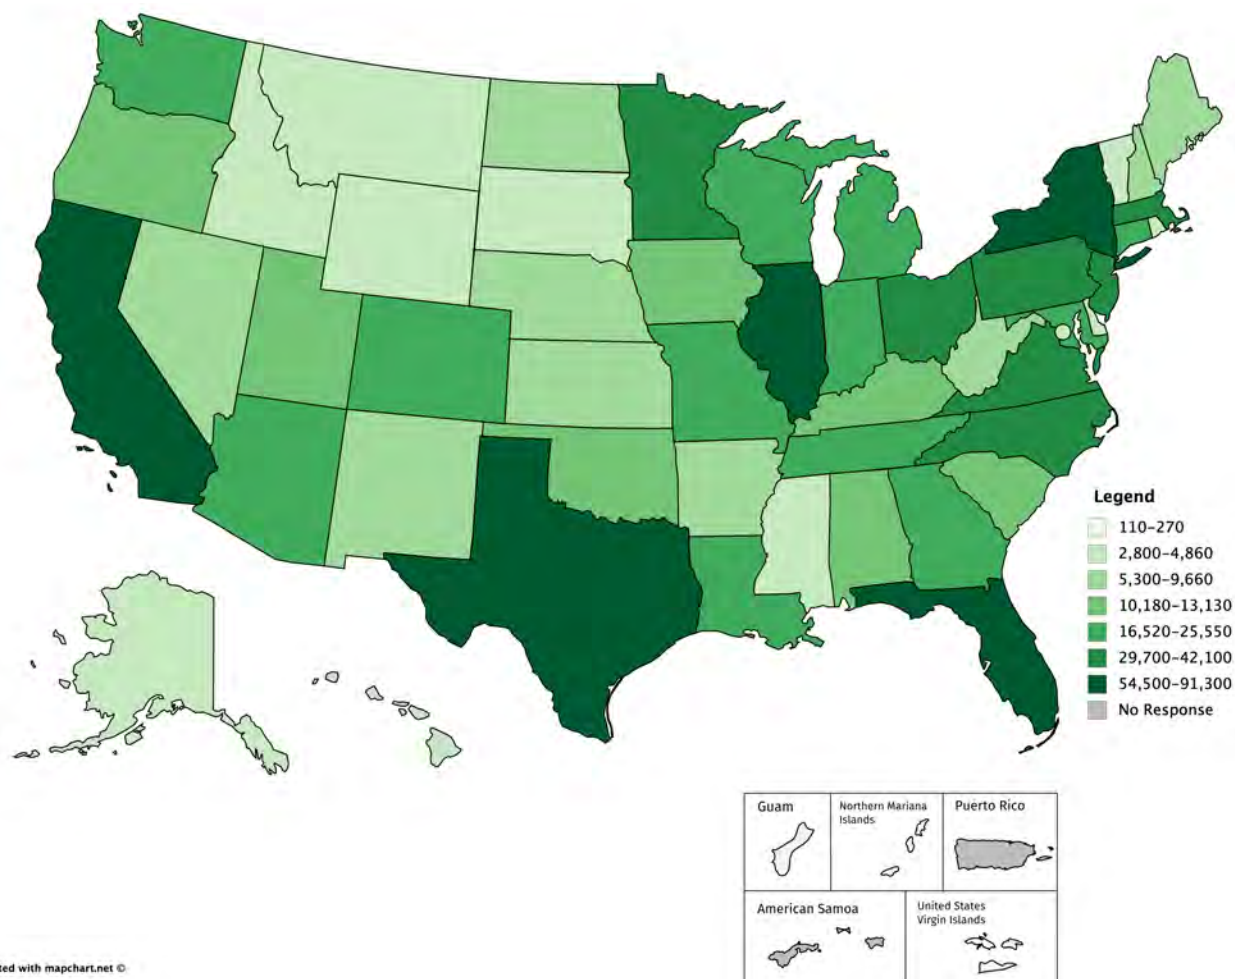 Legend
110–270
2,800–4,860
5,300–9,660
10,180–13,130
16,520–25,550
29,700–42,100
54,500–91,300
No Response
Guam
Northern Mariana
Islands
Puerto Rico
American Samoa
United States
Virgin Islands
ted with mapchart.net ©